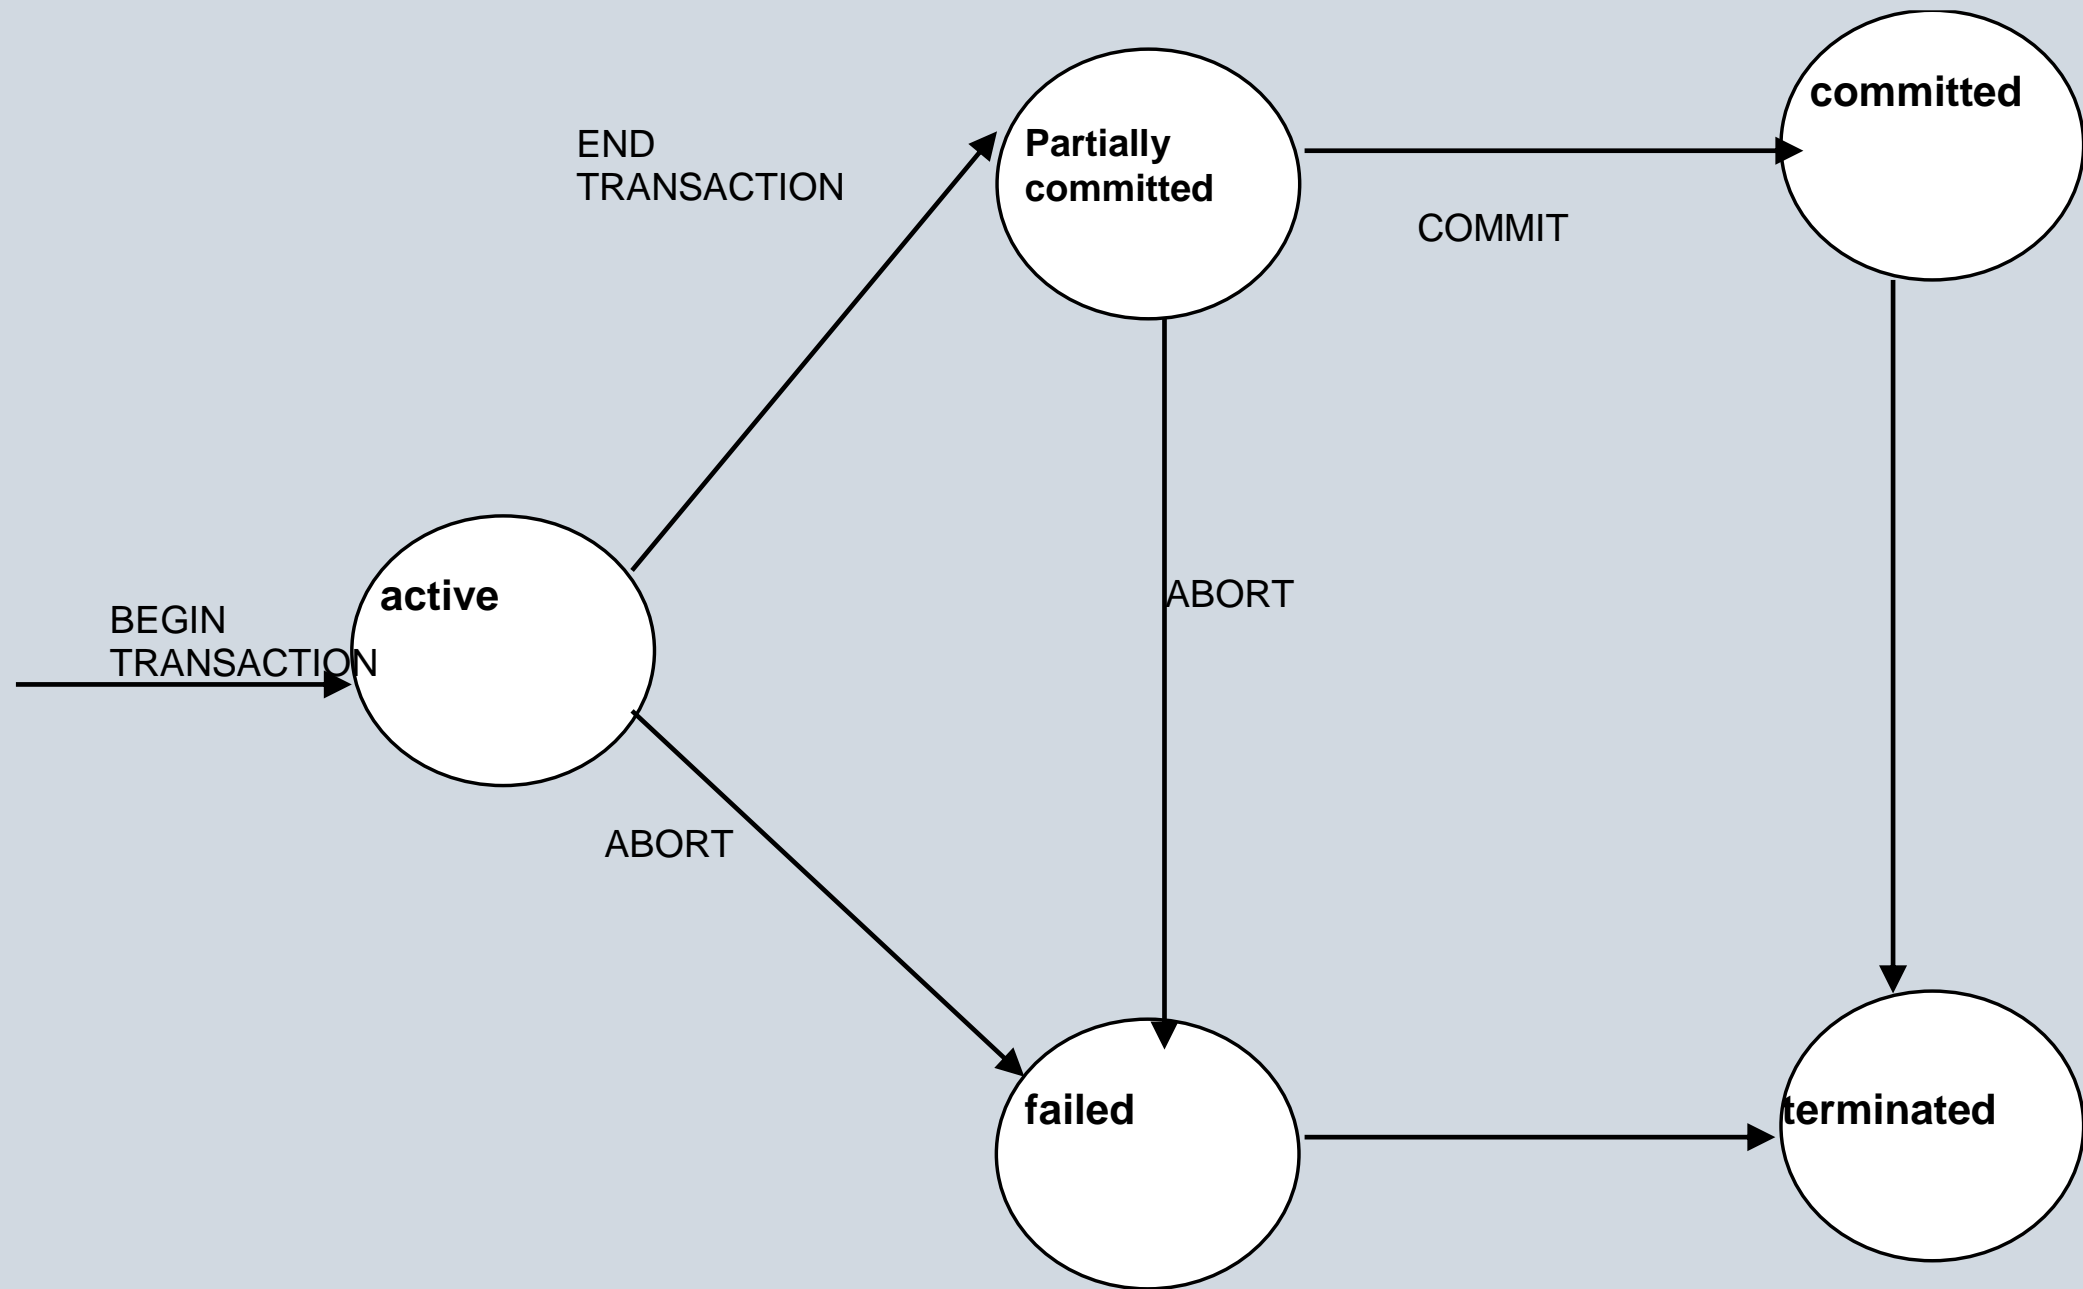 committed
END
TRANSACTION
Partially
committed
COMMIT
active
BEGIN
TRANSACTION
ABORT
ABORT
failed
terminated